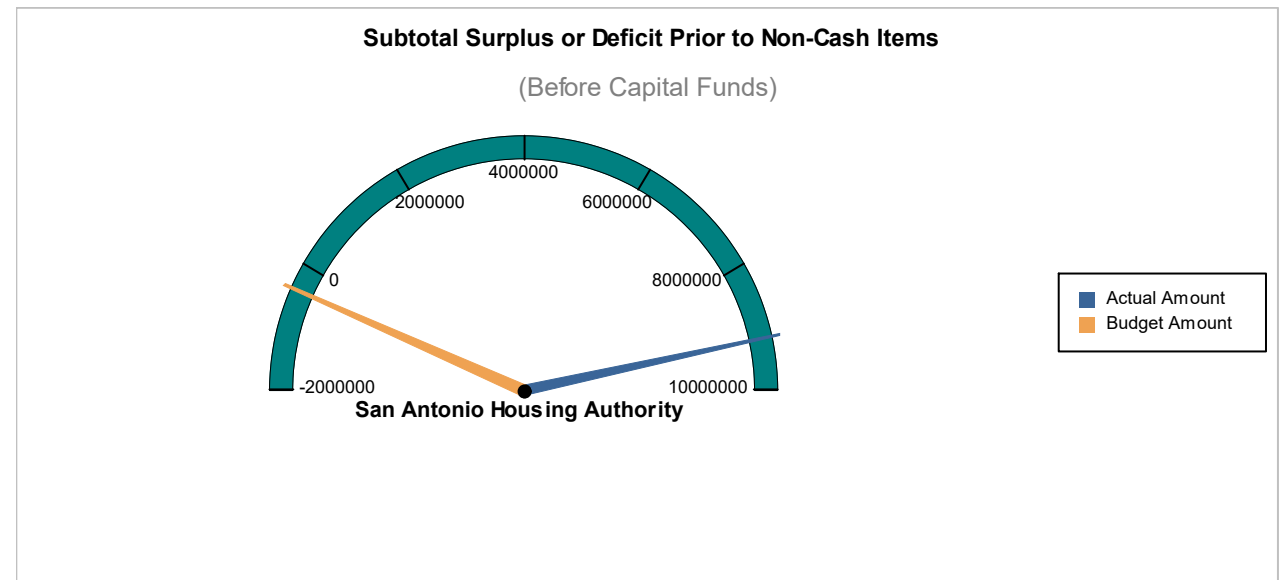 Subtotal Surplus or Deficit Prior to Non-Cash Items
(Before Capital Funds)
4000000
2000000
6000000
0
8000000
-2000000
10000000
San Antonio Housing Authority
Actual Amount
Budget Amount